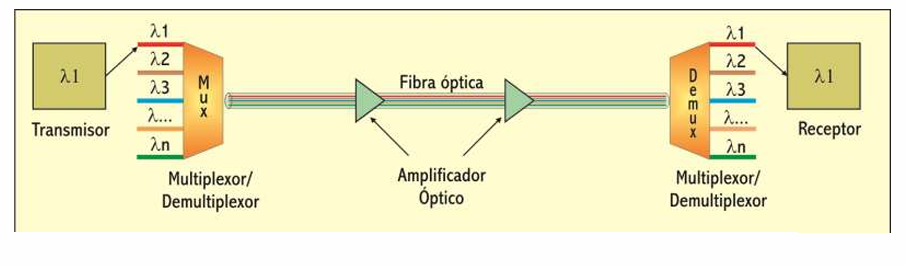 λ1
Transmisor
λ1
λ2
λ3
λ...
λn
Mux
Multiplexor/
Demultiplexor
Fibra óptica
Amplificador
Óptico
Demux
Multiplexor/
Demultiplexor
λ1
λ2
λ3
λ...
λn
λ1
Receptor